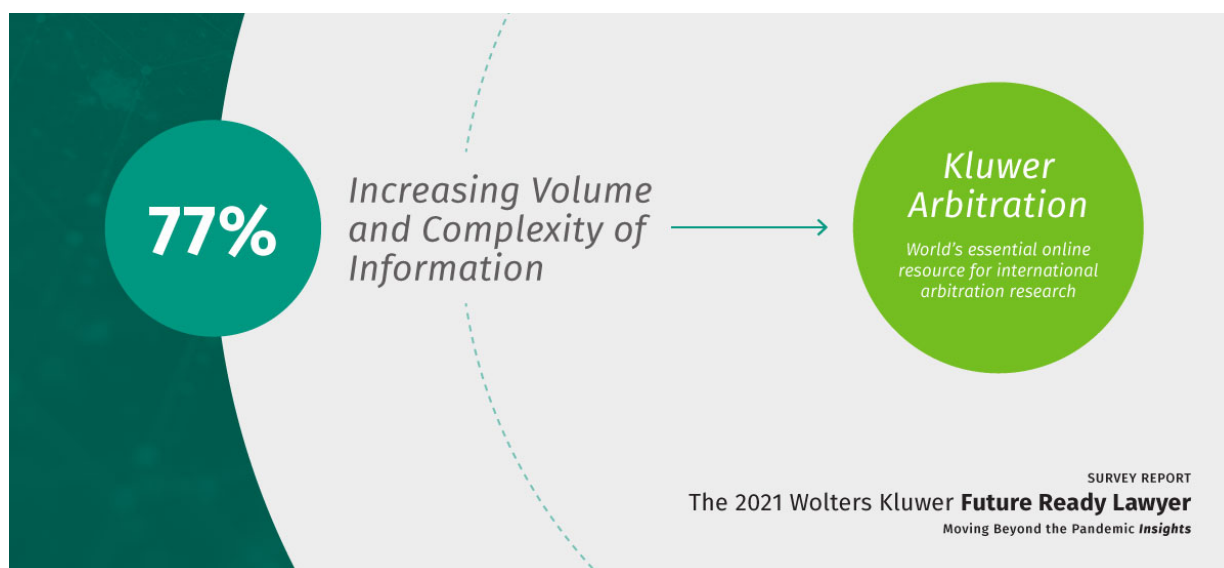 77%
Increasing Volume
and Complexity of
Information
Kluwer
Arbitration
World's essential online
resource for international
arbitration research
SURVEY REPORT
The 2021 Wolters Kluwer Future Ready Lawyer
Moving Beyond the Pandemic Insights